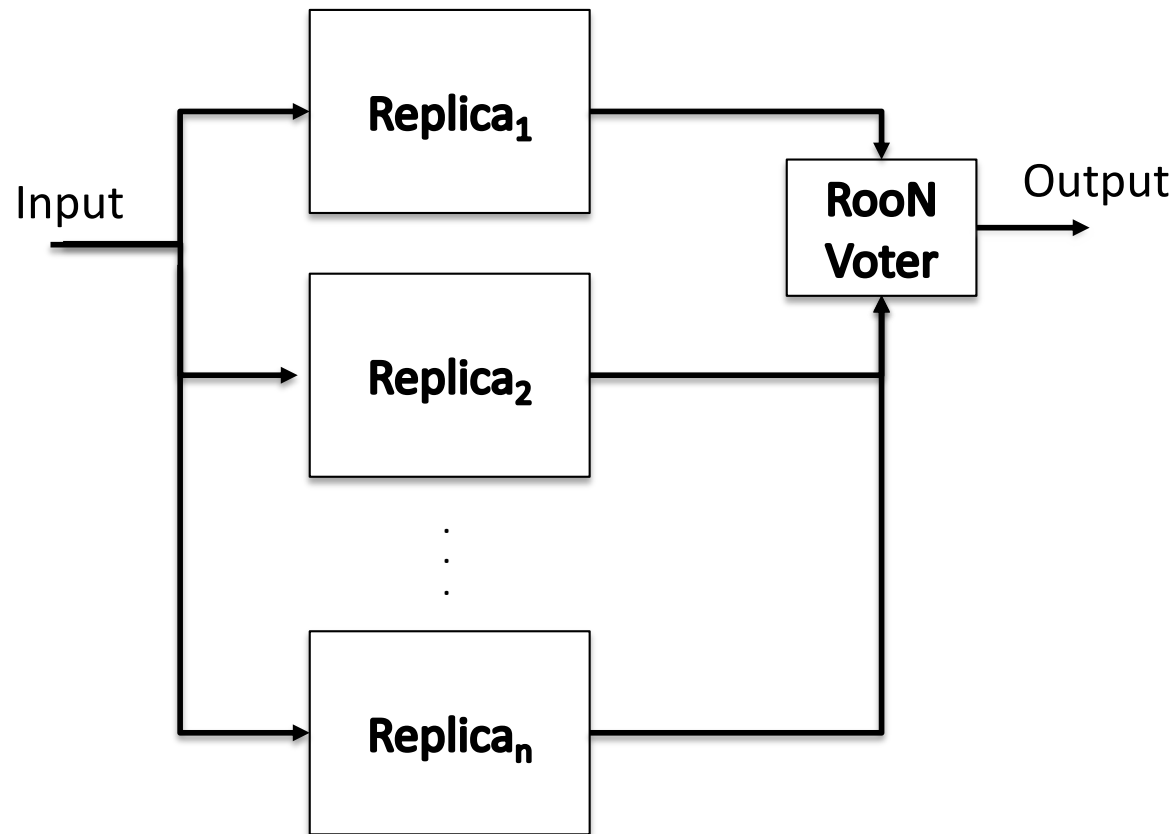 Input
Replica₁
Replica₂
.
.
.
Replicaₙ
RooN
Voter
Output